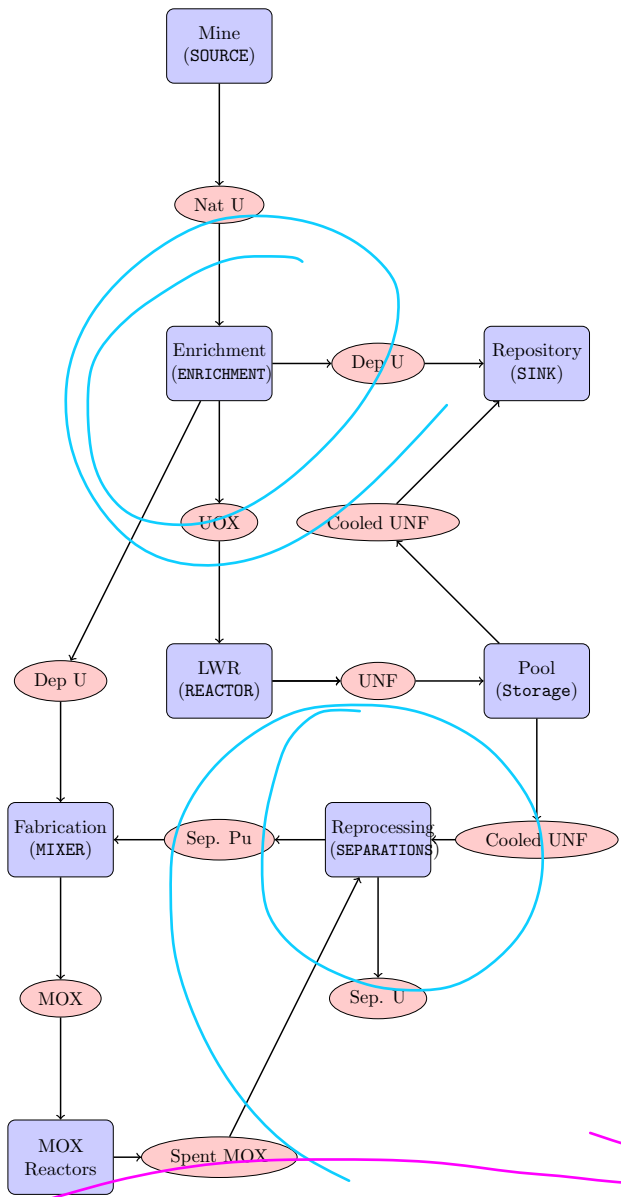 Mine
(SOURCE)
Nat U
Enrichment
(ENRICHMENT)
Dep U
Repository
(SINK)
UOX
Cooled UNF
Dep U
LWR
(REACTOR)
UNF
Pool
(Storage)
Fabrication
(MIXER)
Sep. Pu
Reprocessing
(SEPARATIONS)
Cooled UNF
MOX
Sep. U
MOX
Reactors
Spent MOX